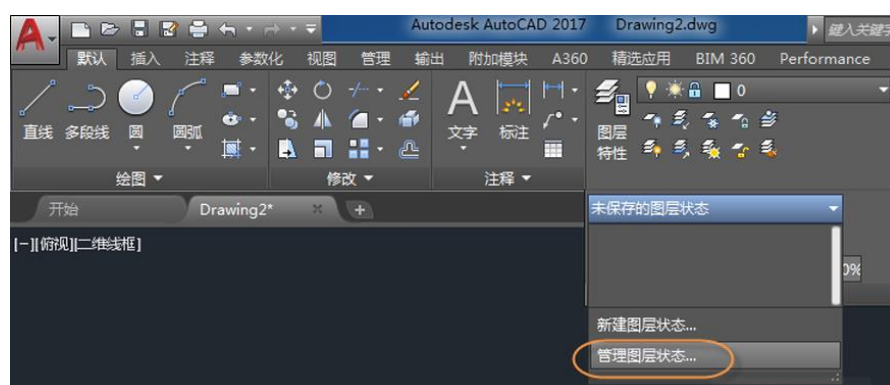 A Autodesk AutoCAD 2017 Drawing2.dwg 键入关键字
默认 插入 注释 参数化 视图 管理 输出 附加模块 A360 精选应用 BIM 360 Performance
0
A
直线 多段线 圆 圆弧 文字 标注 图层
特性
绘图 修改 注释
开始 Drawing2* 未保存的图层状态
[-][俯视][二维线框]
0%
新建图层状态...
管理图层状态...